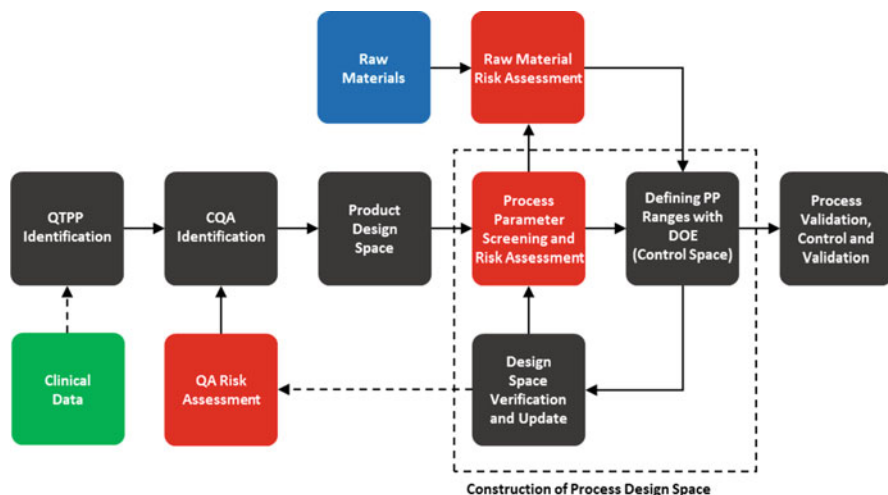 Raw
Materials
Raw Material
Risk Assessment
QTPP
Identification
CQA
Identification
Product
Design
Space
Process
Parameter
Screening and
Risk Assessment
Defining PP
Ranges with
DOE
(Control Space)
Process
Validation,
Control and
Validation
Clinical
Data
QA Risk
Assessment
Design
Space
Verification
and Update
Construction of Process Design Space